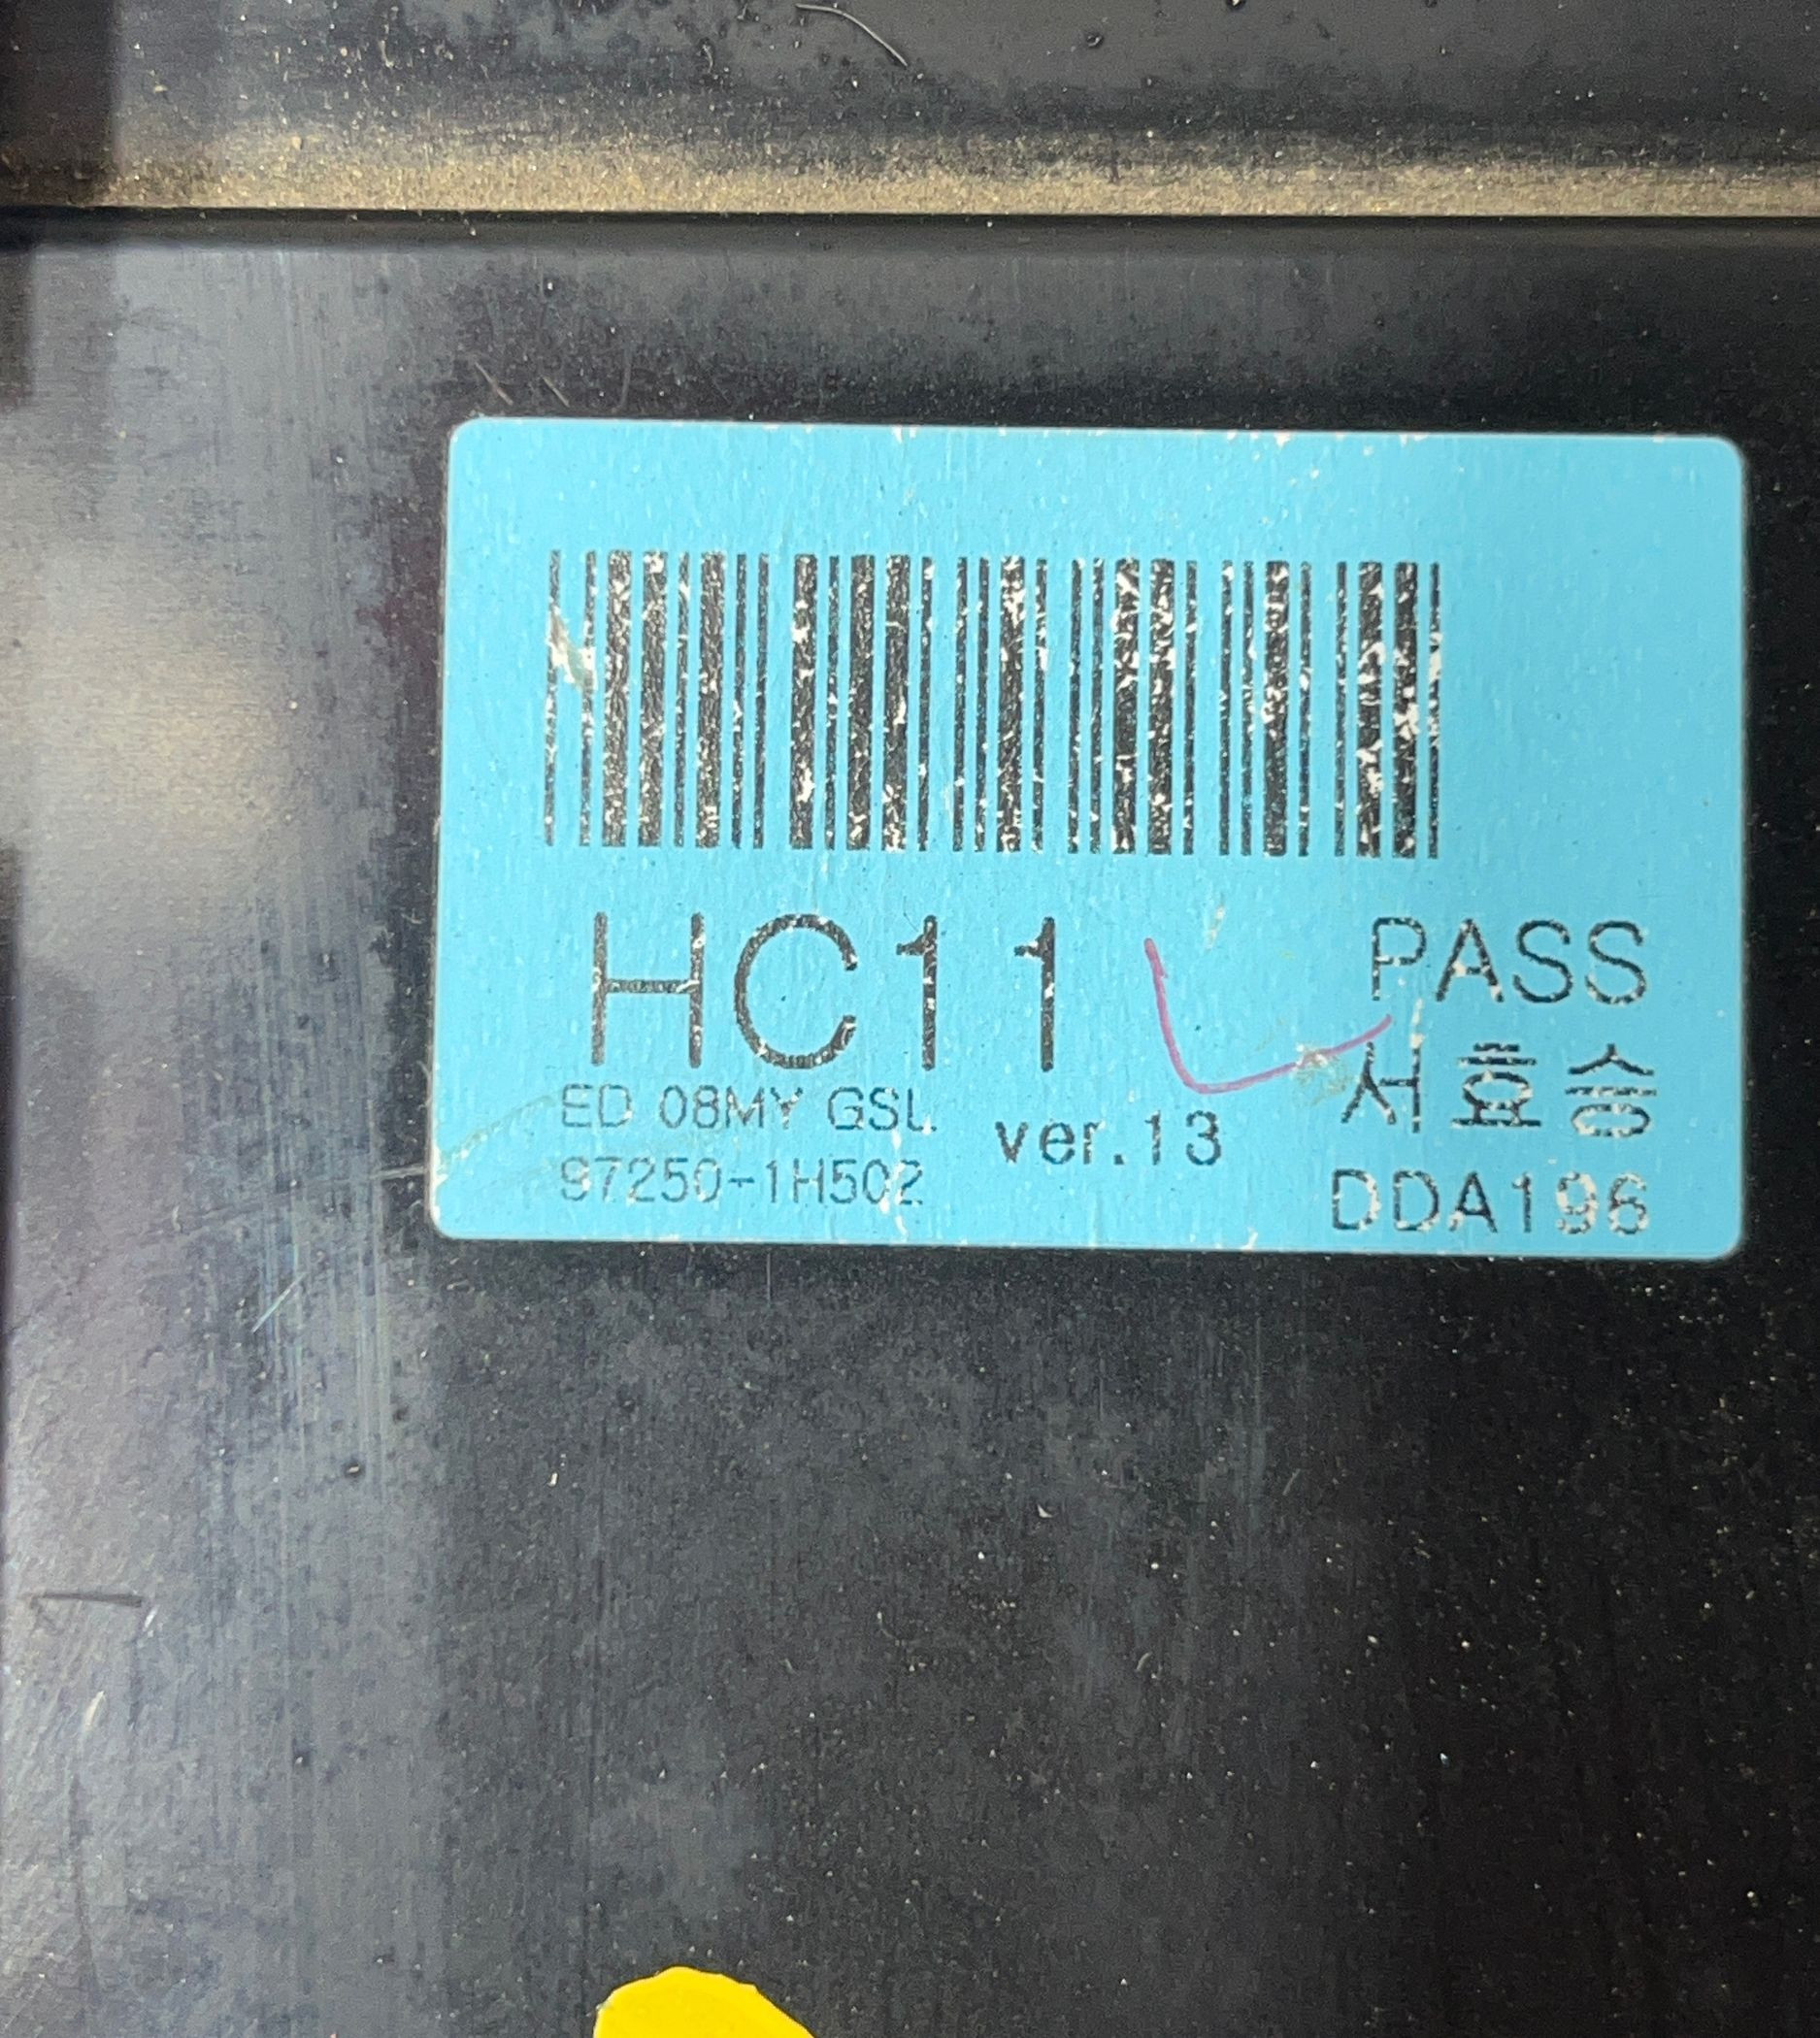 HC11
PASS
서효승
ED 08MY GSL
ver.13
97250-1H502
DDA196